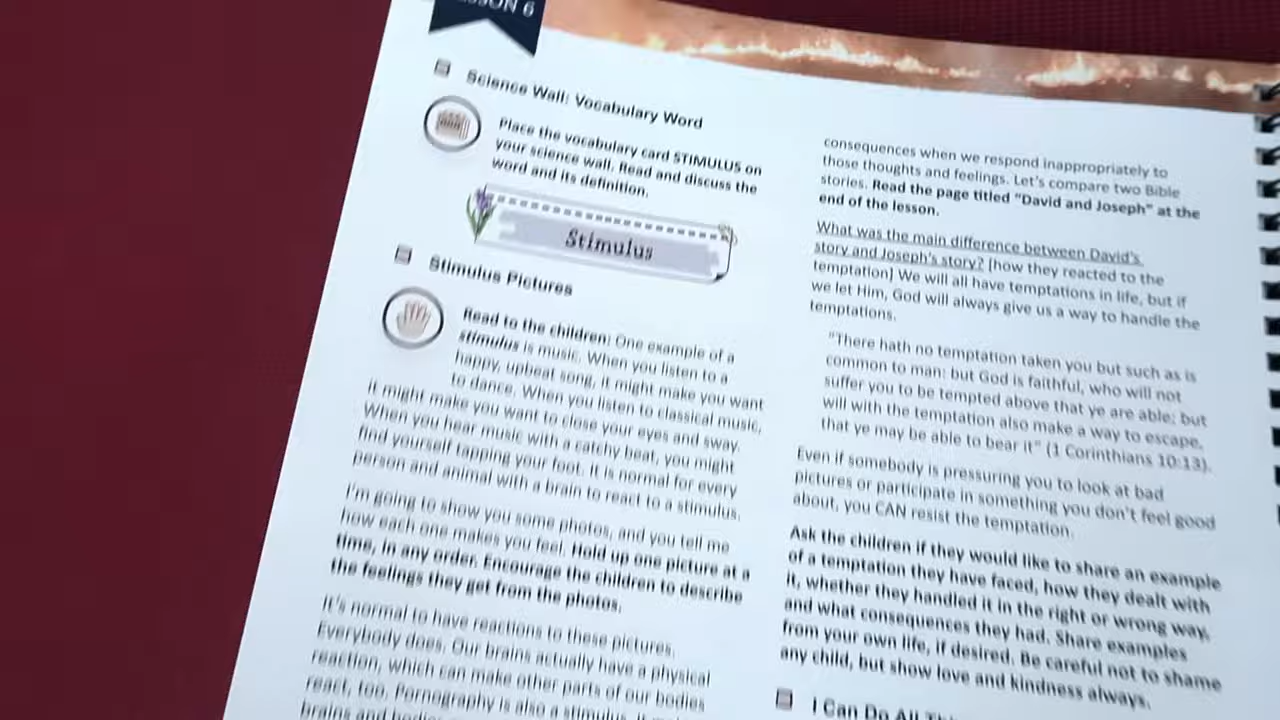 LESSON 6
Science Wall: Vocabulary Word
Place the vocabulary card STIMULUS on
your science wall. Read and discuss the
word and its definition.
Stimulus
Stimulus Pictures
Read to the children: One example of a
stimulus is music. When you listen to a
happy, upbeat song, it might make you want
to dance. When you listen to classical music,
it might make you want to close your eyes and sway.
When you hear music with a catchy beat, you might
find yourself tapping your foot. It is normal for every
person and animal with a brain to react to a stimulus.
I'm going to show you some photos, and you tell me
how each one makes you feel. Hold up one picture at a
time, in any order. Encourage the children to describe
the feelings they get from the photos.
It's normal to have reactions to these pictures.
Everybody does. Our brains actually have a physical
reaction, which can make other parts of our bodies
react, too. Pornography is also a stimulus.
brains and
consequences when we respond inappropriately to
those thoughts and feelings. Let's compare two Bible
stories. Read the page titled "David and Joseph" at the
end of the lesson.
What was the main difference between David's
story and Joseph's story? [how they reacted to the
temptation] We will all have temptations in life, but if
we let Him, God will always give us a way to handle the
temptations.
"There hath no temptation taken you but such as is
common to man: but God is faithful, who will not
suffer you to be tempted above that ye are able; but
will with the temptation also make a way to escape,
that ye may be able to bear it" (1 Corinthians 10:13).
Even if somebody is pressuring you to look at bad
pictures or participate in something you don't feel good
about, you CAN resist the temptation.
Ask the children if they would like to share an example
of a temptation they have faced, how they dealt with
it, whether they handled it in the right or wrong way,
and what consequences they had. Share examples
from your own life, if desired. Be careful not to shame
any child, but show love and kindness always.
I Can Do All